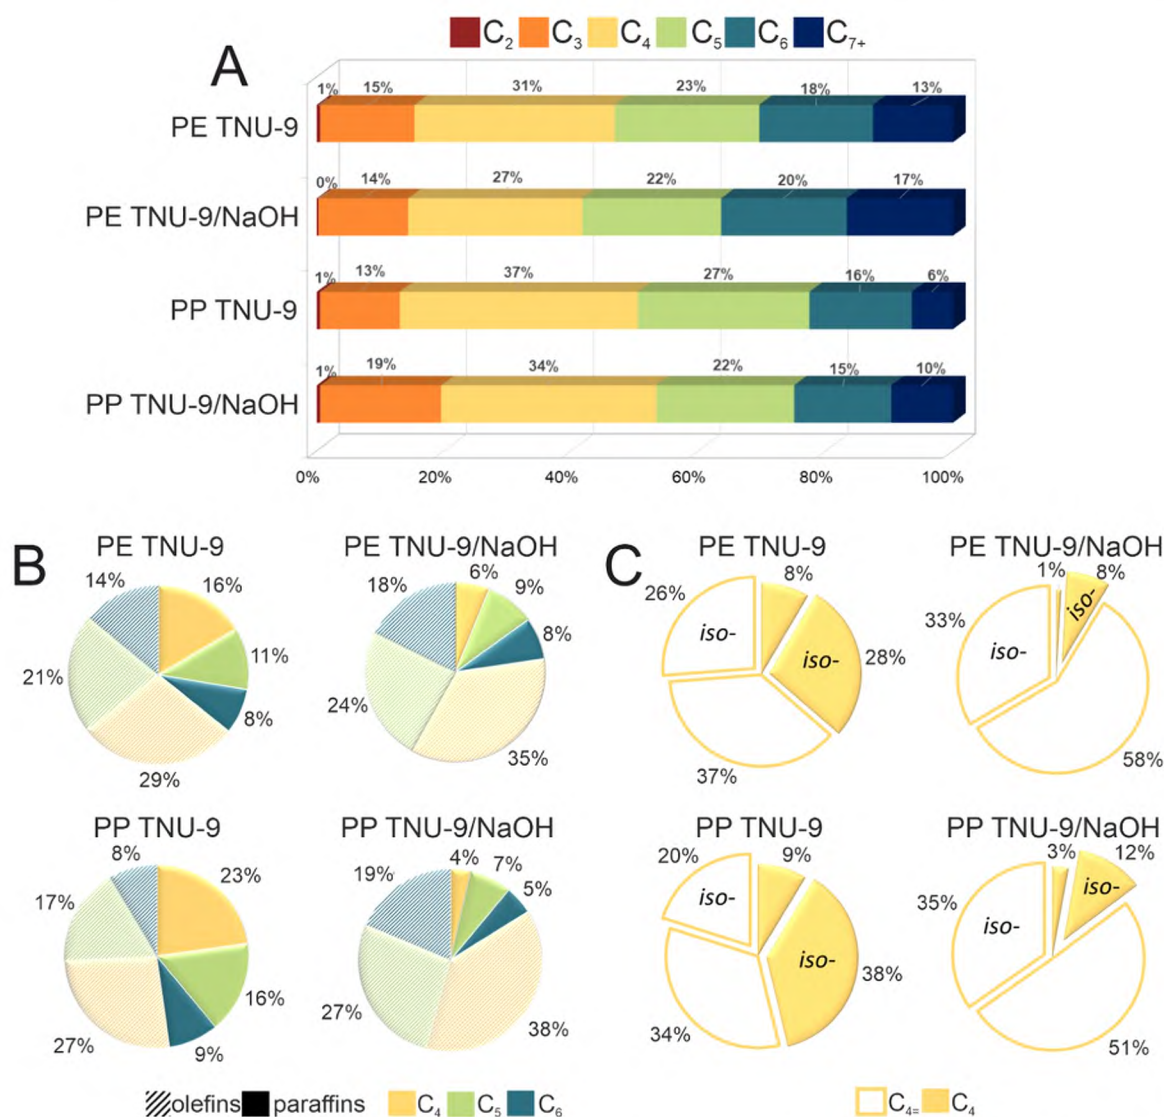 C2 C3 C4 C5 C6 C7+
A
1% 15% 31% 23% 18% 13%
PE TNU-9
0% 14% 27% 22% 20% 17%
PE TNU-9/NaOH
1% 13% 37% 27% 16% 6%
PP TNU-9
1% 19% 34% 22% 15% 10%
PP TNU-9/NaOH
0% 20% 40% 60% 80% 100%
B
PE TNU-9
14% 16%
21% 11%
8%
29%
PE TNU-9/NaOH
18% 6% 9%
8%
24%
35%
PP TNU-9
8% 23%
17%
16%
27% 9%
PP TNU-9/NaOH
19% 4% 7%
5%
27% 38%
olefins paraffins C4 C5 C6
C
PE TNU-9
26% 8%
iso-
iso- 28%
37%
PE TNU-9/NaOH
1% 8%
iso-
33%
iso-
58%
PP TNU-9
20% 9%
iso-
iso- 38%
34%
PP TNU-9/NaOH
3% 12%
iso-
35%
iso-
51%
C4= C4